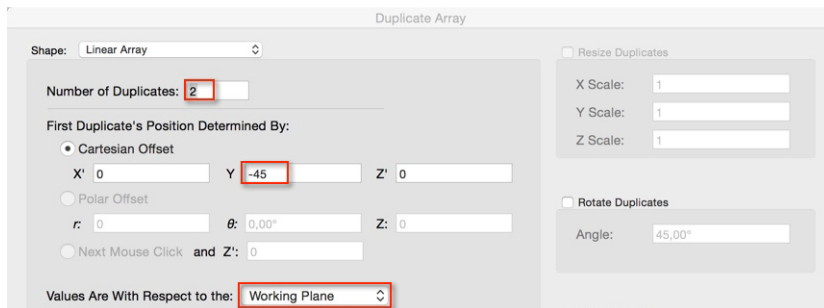 Duplicate Array
Shape: Linear Array
Number of Duplicates: 2
First Duplicate's Position Determined By:
Cartesian Offset
X' 0 Y -45 Z' 0
Polar Offset
r: 0 θ: 0,00° Z: 0
Next Mouse Click and Z': 0
Values Are With Respect to the: Working Plane
Resize Duplicates
X Scale: 1
Y Scale: 1
Z Scale: 1
Rotate Duplicates
Angle: 45,00°